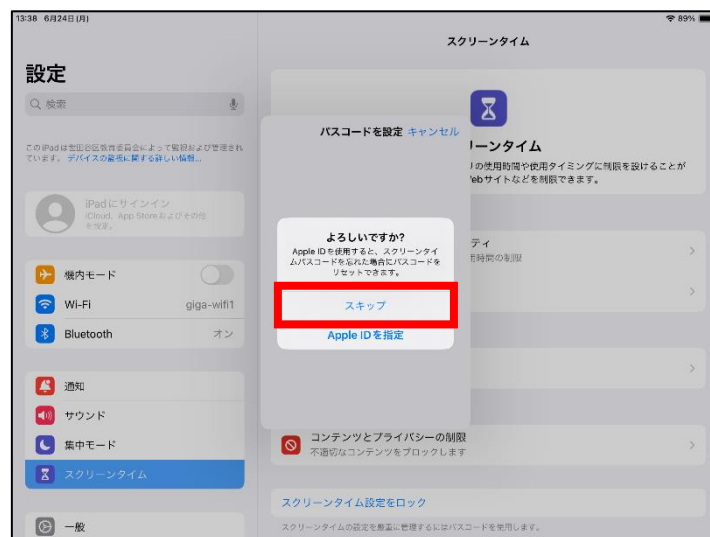 13:38 6月24日(月)
89%
スクリーンタイム
設定
検索
このiPadは世田谷区教育委員会によって監視および管理され
ています。 デバイスの監視に関する詳しい情報...
iPadにサインイン
iCloud、App Storeおよびその他
を設定。
機内モード
Wi-Fi giga-wifi1
Bluetooth オン
通知
サウンド
集中モード
スクリーンタイム
一般
パスコードを設定 キャンセル
リーンタイム
の使用時間や使用タイミングに制限を設けることが
Webサイトなどを制限できます。
よろしいですか?
Apple IDを使用すると、スクリーンタイ
ムパスコードを忘れた場合にパスコードを
リセットできます。
スキップ
Apple IDを指定
ティ
時間の制限
コンテンツとプライバシーの制限
不適切なコンテンツをブロックします
スクリーンタイム設定をロック
スクリーンタイムの設定を厳重に管理するにはパスコードを使用します。